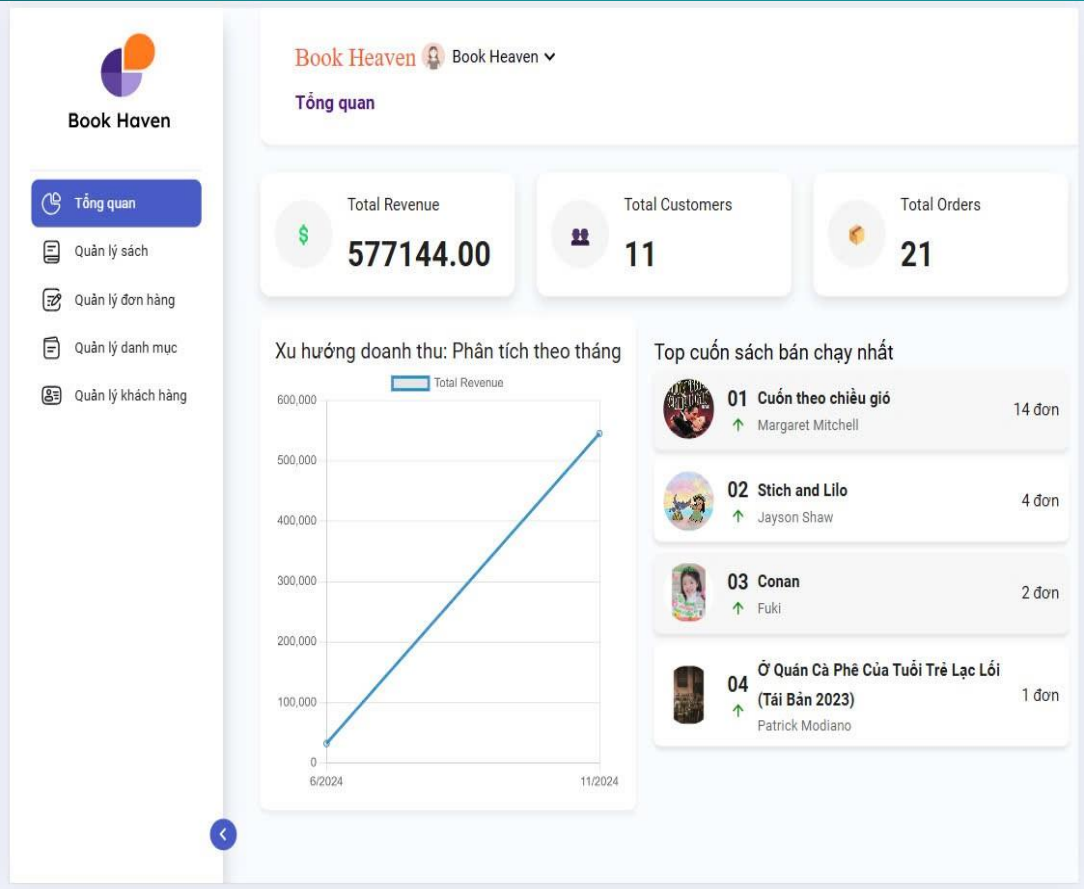 Book Haven
Tổng quan
Quản lý sách
Quản lý đơn hàng
Quản lý danh mục
Quản lý khách hàng
Book Heaven
Book Heaven
Tổng quan
Total Revenue
577144.00
Total Customers
11
Total Orders
21
Xu hướng doanh thu: Phân tích theo tháng
Total Revenue
600,000
500,000
400,000
300,000
200,000
100,000
0
6/2024
11/2024
Top cuốn sách bán chạy nhất
01 Cuốn theo chiều gió
Margaret Mitchell
14 đơn
02 Stich and Lilo
Jayson Shaw
4 đơn
03 Conan
Fuki
2 đơn
04 Ở Quán Cà Phê Của Tuổi Trẻ Lạc Lối
(Tái Bản 2023)
Patrick Modiano
1 đơn